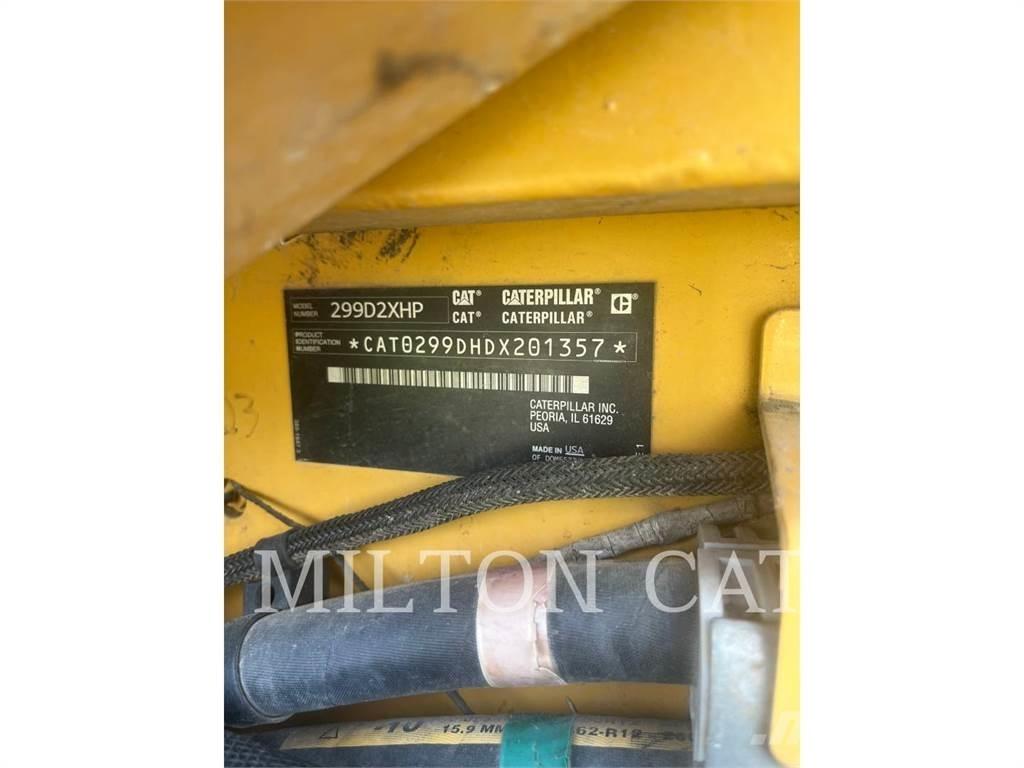 MODEL NUMBER 299D2XHP CAT® CATERPILLAR®
CAT® CATERPILLAR®
PRODUCT
IDENTIFICATION
NUMBER
*CAT0299DHDX201357*
CATERPILLAR INC.
PEORIA, IL 61629
USA
MADE IN USA
MILTON CAT
-10
15.9 MM